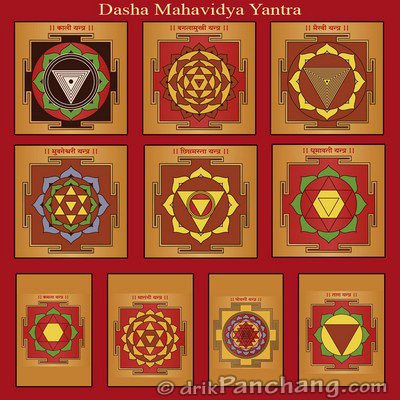 Dasha Mahavidya Yantra
।। काली यन्त्र ।।
।। बगलामुखी यन्त्र ।।
।। भैरवी यन्त्र ।।
।। भुवनेश्वरी यन्त्र ।।
।। छिन्नमस्ता यन्त्र ।।
।। धूमावती यन्त्र ।।
।। कमला यन्त्र ।।
।। मातंगी यन्त्र ।।
।। षोडशी यन्त्र ।।
।। तारा यन्त्र ।।
© drikPanchang.com